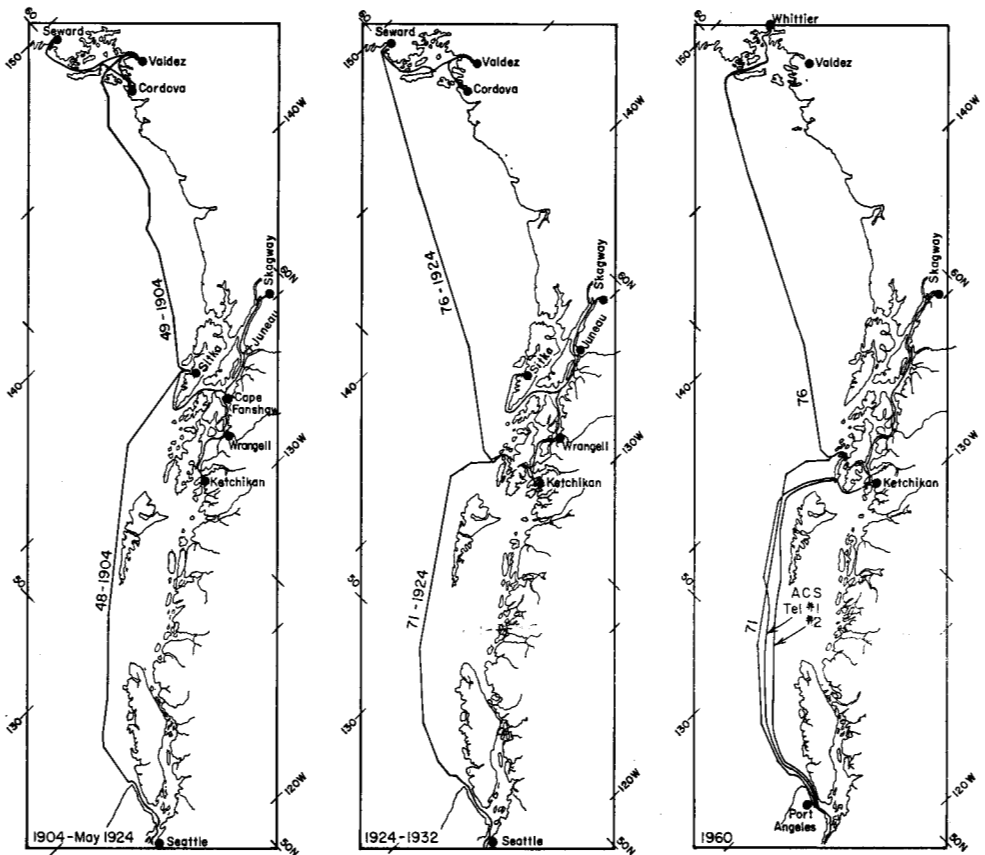 60
Seward
150
Valdez
Cordova
140W
Skagway
60N
49-1904
Juneau
Sitka
140
Cape
Fanshaw
Wrangell
130W
Ketchikan
50
48-1904
130
120W
1904-May 1924
Seattle
50N
60
Seward
150
Valdez
Cordova
140W
Skagway
60N
76-1924
Juneau
Sitka
140
Wrangell
130W
Ketchikan
50
71-1924
130
120W
1924-1932
Seattle
50N
60
Whittier
150
Valdez
140W
Skagway
60N
140
76
130W
Ketchikan
50
ACS
Tel #1
#2
71
130
120W
Port
Angeles
1960
50N